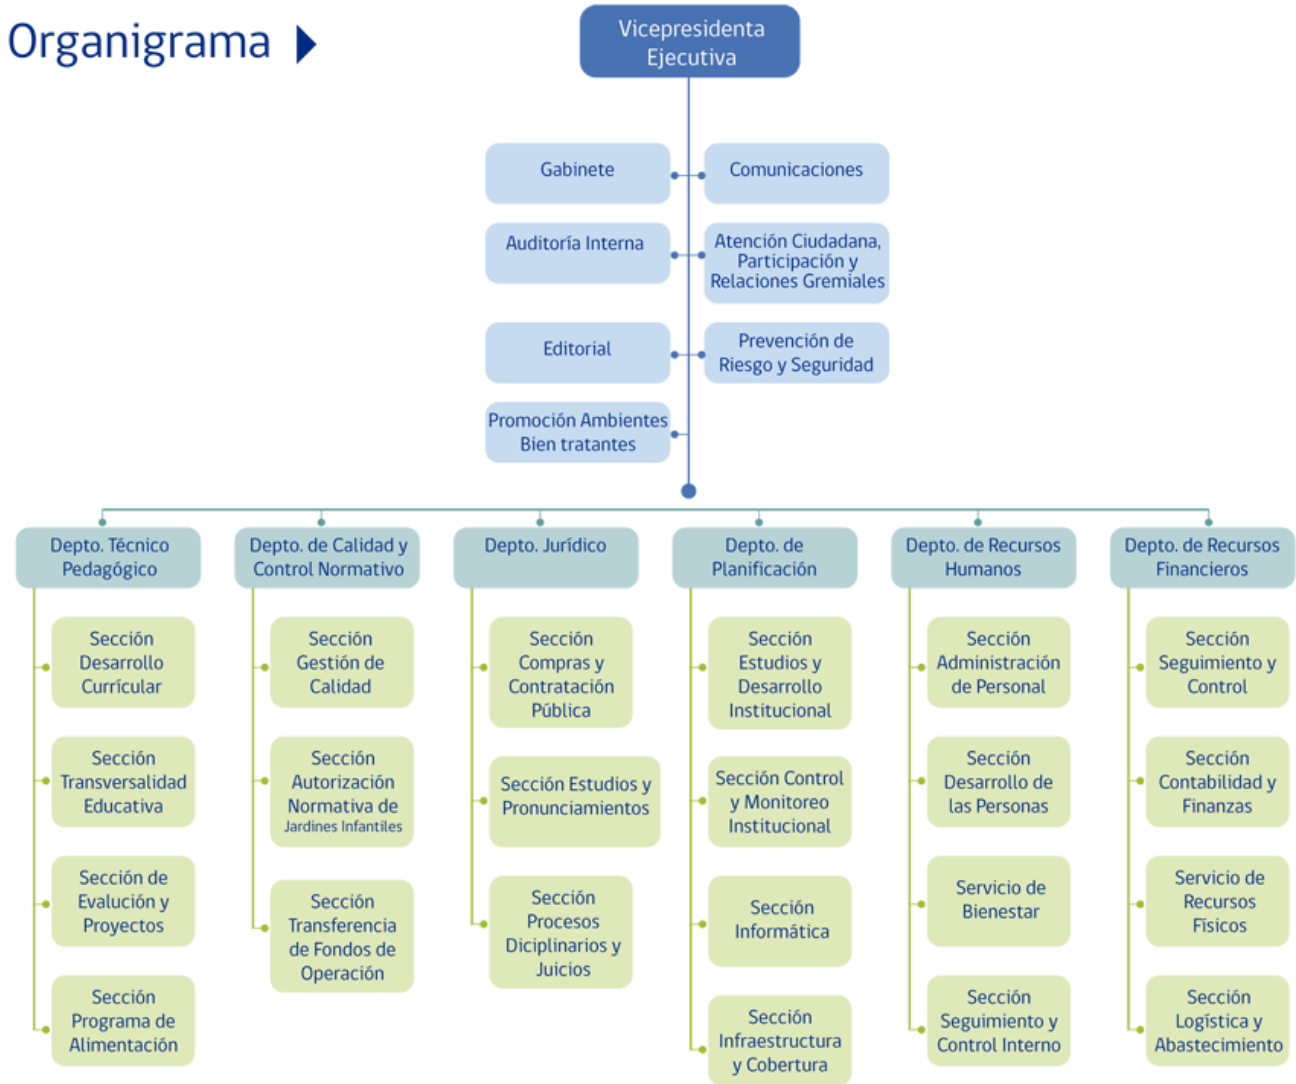 Organigrama
Vicepresidenta
Ejecutiva
Gabinete
Comunicaciones
Auditoría Interna
Atención Ciudadana,
Participación y
Relaciones Gremiales
Editorial
Prevención de
Riesgo y Seguridad
Promoción Ambientes
Bien tratantes
Depto. Técnico
Pedagógico
Sección
Desarrollo
Currícular
Sección
Transversalidad
Educativa
Sección de
Evalución y
Proyectos
Sección
Programa de
Alimentación
Depto. de Calidad y
Control Normativo
Sección
Gestión de
Calidad
Sección
Autorización
Normativa de
Jardines Infantiles
Sección
Transferencia
de Fondos de
Operación
Depto. Jurídico
Sección
Compras y
Contratación
Pública
Sección Estudios y
Pronunciamientos
Sección
Procesos
Diciplinarios y
Juicios
Depto. de
Planificación
Sección
Estudios y
Desarrollo
Institucional
Sección Control
y Monitoreo
Institucional
Sección
Informática
Sección
Infraestructura
y Cobertura
Depto. de Recursos
Humanos
Sección
Administración
de Personal
Sección
Desarrollo de
las Personas
Servicio de
Bienestar
Sección
Seguimiento y
Control Interno
Depto. de Recursos
Financieros
Sección
Seguimiento y
Control
Sección
Contabilidad y
Finanzas
Servicio de
Recursos
Físicos
Sección
Logística y
Abastecimiento